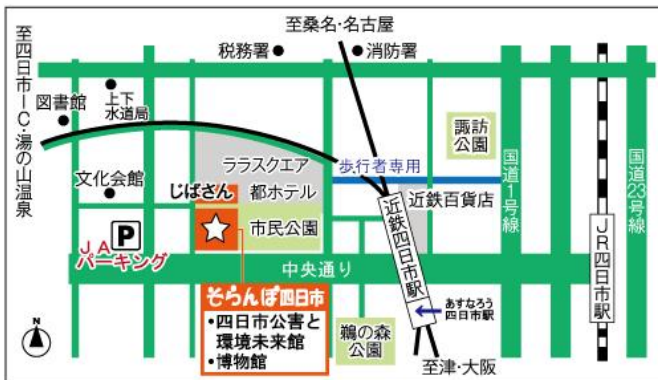 至桑名・名古屋
税務署
消防署
至四日市IC・湯の山温泉
図書館
上下
水道局
諏訪
公園
国道1号線
国道23号線
ララスクエア
歩行者専用
文化会館
じばさん
都ホテル
近鉄百貨店
P
市民公園
近鉄四日市駅
JR四日市駅
JA
パーキング
中央通り
そらんぽ四日市
・四日市公害と
環境未来館
・博物館
あすなろう
四日市駅
鵜の森
公園
N
至津・大阪